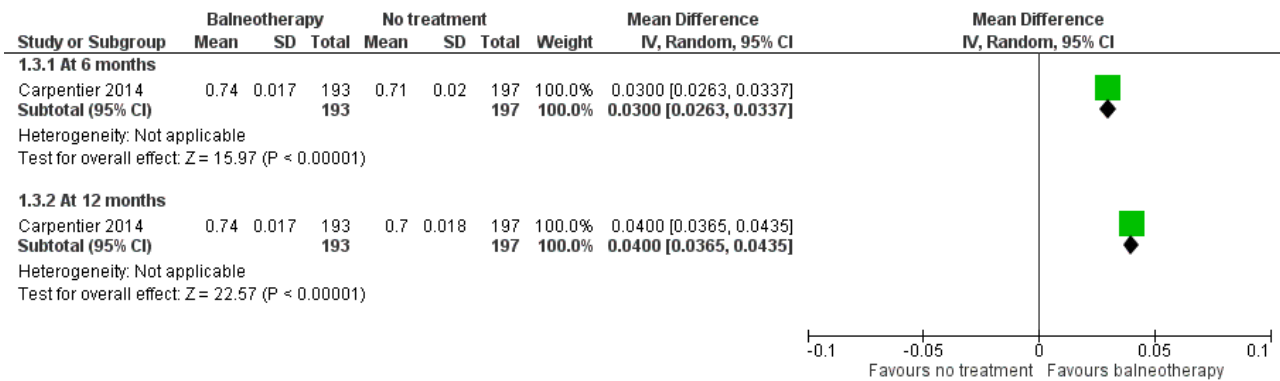 Balneotherapy No treatment Mean Difference Mean Difference
Study or Subgroup Mean SD Total Mean SD Total Weight IV, Random, 95% CI IV, Random, 95% CI
1.3.1 At 6 months
Carpentier 2014 0.74 0.017 193 0.71 0.02 197 100.0% 0.0300 [0.0263, 0.0337]
Subtotal (95% CI) 193 197 100.0% 0.0300 [0.0263, 0.0337]
Heterogeneity: Not applicable
Test for overall effect: Z = 15.97 (P < 0.00001)
1.3.2 At 12 months
Carpentier 2014 0.74 0.017 193 0.7 0.018 197 100.0% 0.0400 [0.0365, 0.0435]
Subtotal (95% CI) 193 197 100.0% 0.0400 [0.0365, 0.0435]
Heterogeneity: Not applicable
Test for overall effect: Z = 22.57 (P < 0.00001)
-0.1 -0.05 0 0.05 0.1
Favours no treatment Favours balneotherapy